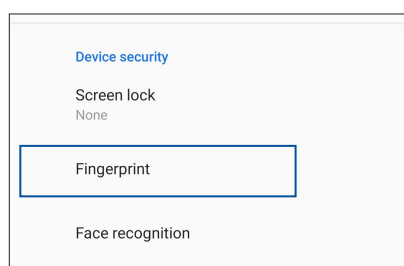 Device security
Screen lock
None
Fingerprint
Face recognition